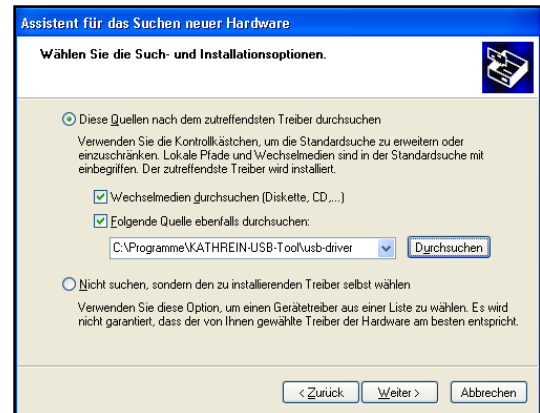 Assistent für das Suchen neuer Hardware
Wählen Sie die Such- und Installationsoptionen.
Diese Quellen nach dem zutreffendsten Treiber durchsuchen
Verwenden Sie die Kontrollkästchen, um die Standardsuche zu erweitern oder
einzuschränken. Lokale Pfade und Wechselmedien sind in der Standardsuche mit
einbegriffen. Der zutreffendste Treiber wird installiert.
Wechselmedien durchsuchen (Diskette, CD,...)
Folgende Quelle ebenfalls durchsuchen:
C:\Programme\KATHREIN-USB-Tool\usb-driver
Durchsuchen
Nicht suchen, sondern den zu installierenden Treiber selbst wählen
Verwenden Sie diese Option, um einen Gerätetreiber aus einer Liste zu wählen. Es wird
nicht garantiert, dass der von Ihnen gewählte Treiber der Hardware am besten entspricht.
< Zurück Weiter > Abbrechen